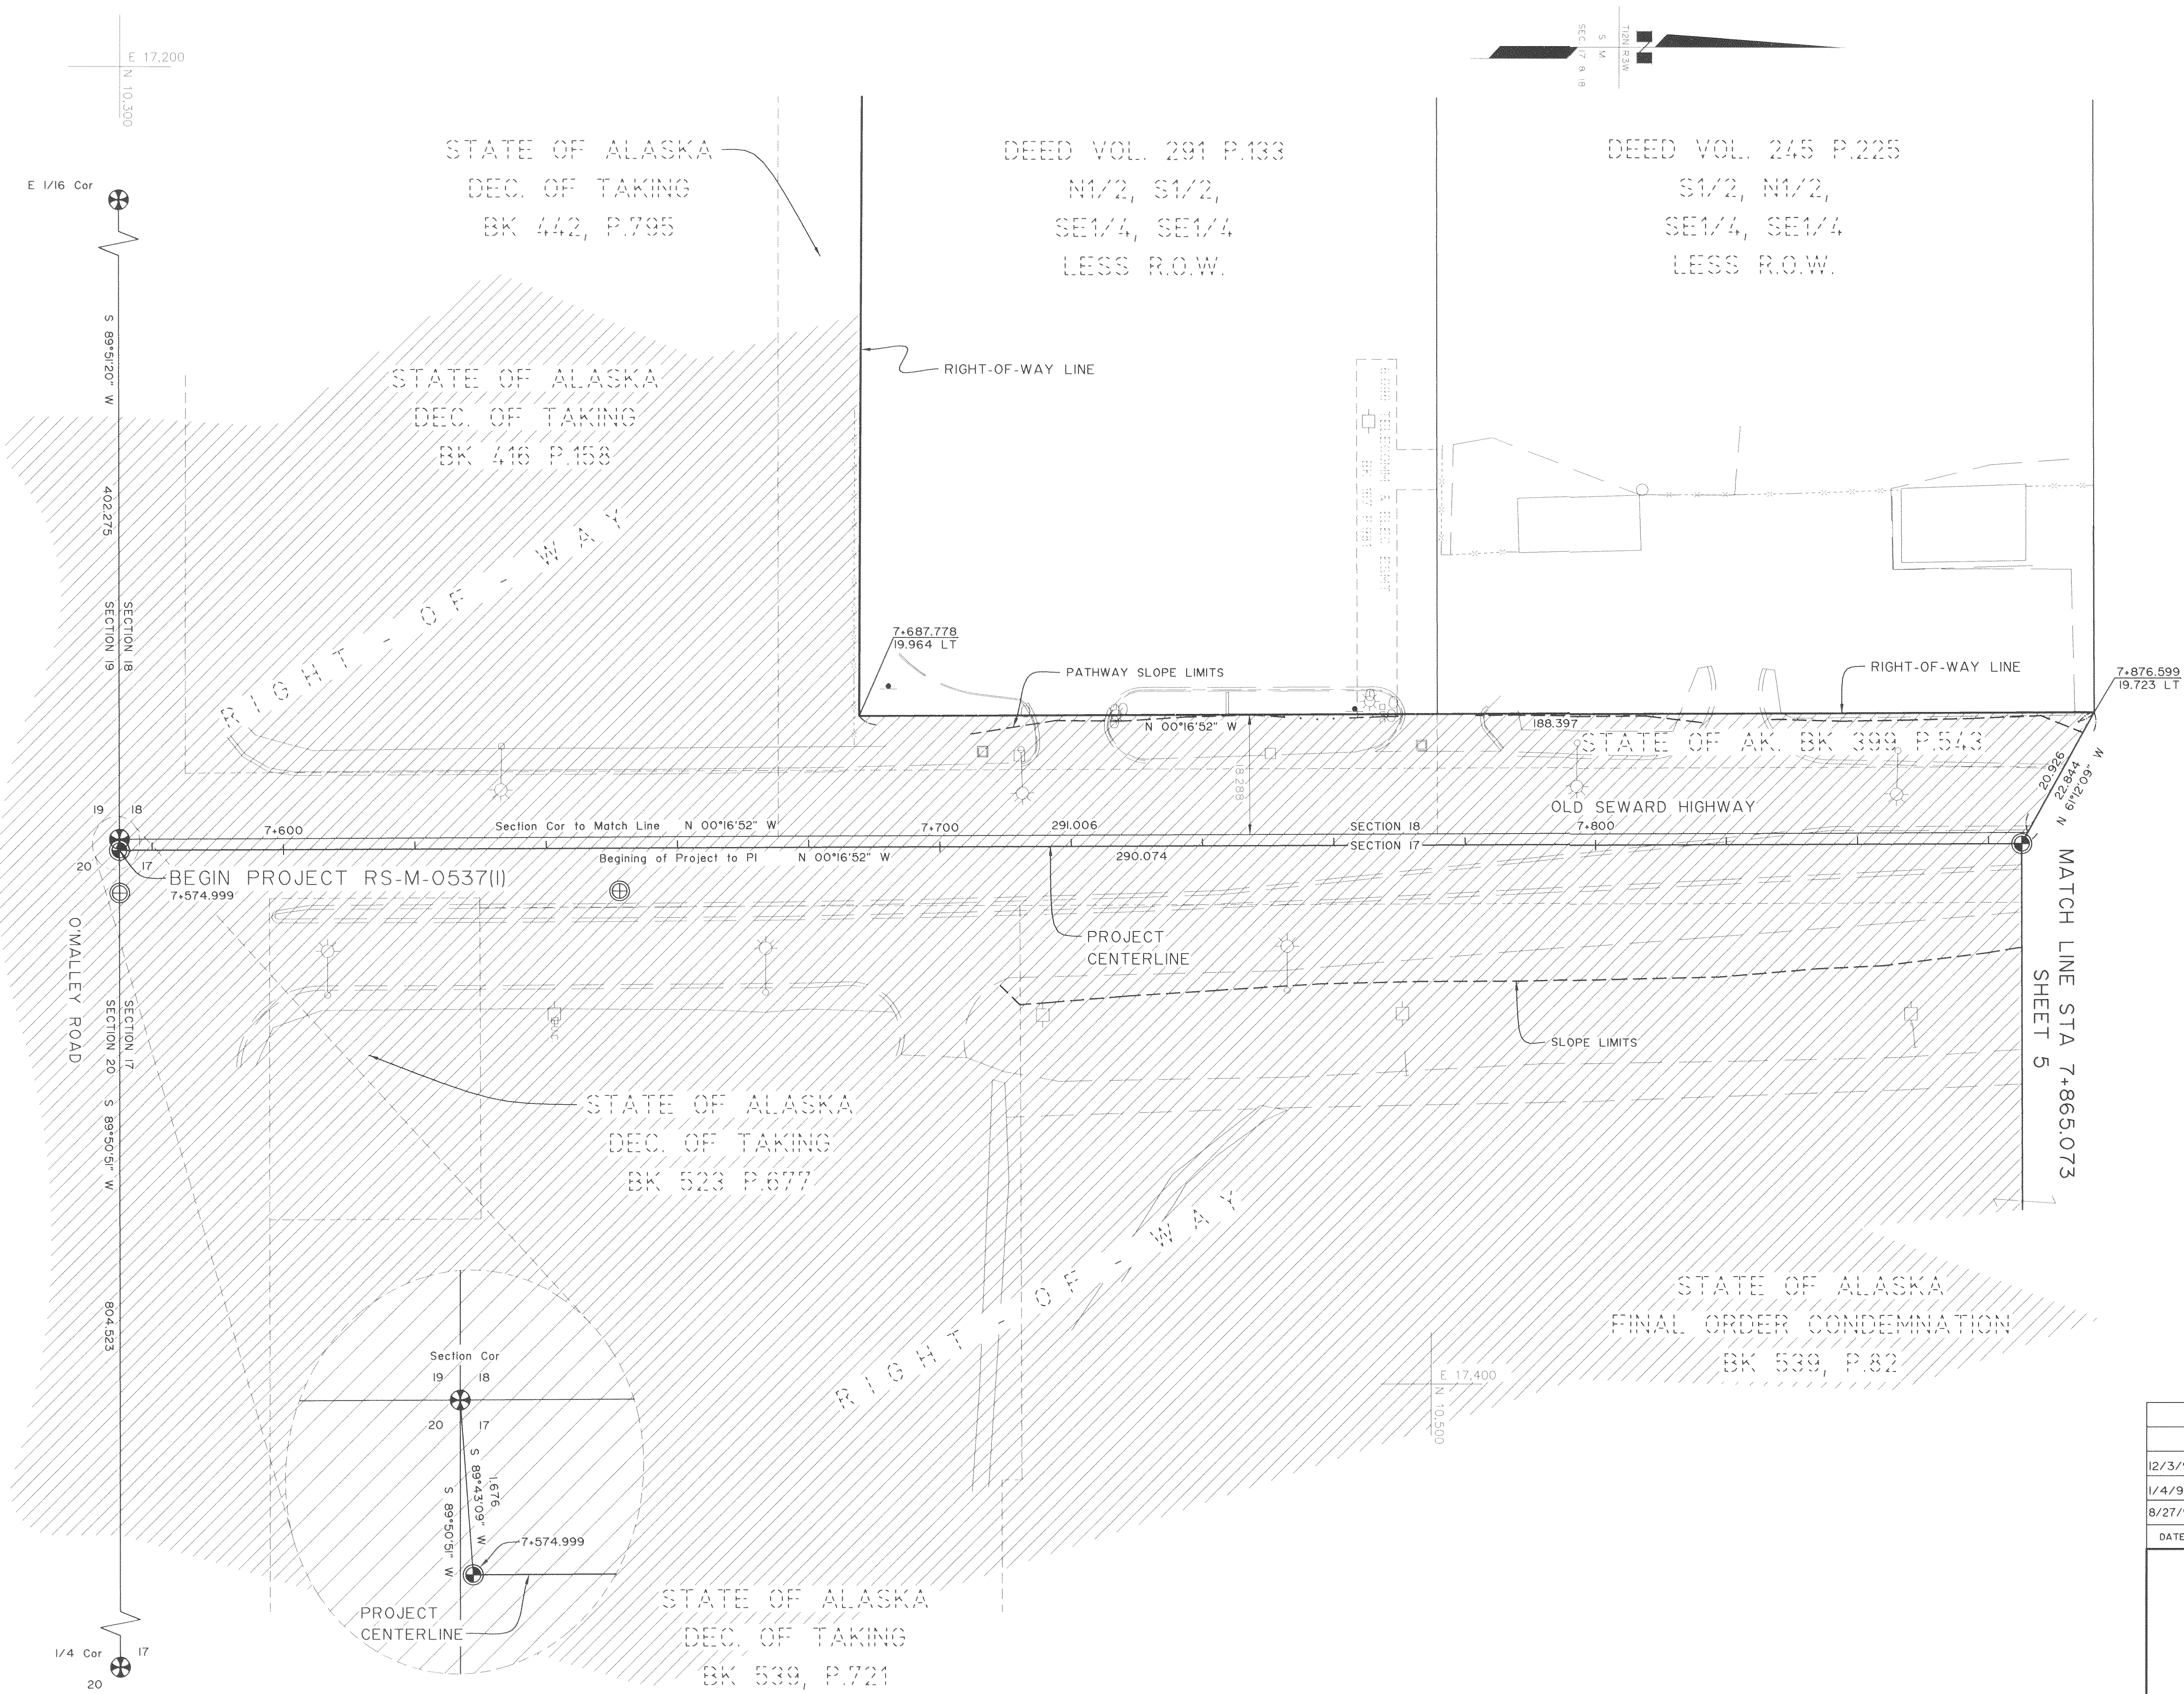 E 17,200
N 10,300
T12N R3W
S M
SEC 17 & 18
E 1/16 Cor
STATE OF ALASKA
DEC. OF TAKING
BK 442, P.795
DEED VOL. 291 P.133
N1/2, S1/2,
SE1/4, SE1/4
LESS R.O.W.
DEED VOL. 245 P.225
S1/2, N1/2,
SE1/4, SE1/4
LESS R.O.W.
S 89°51'20" W
402.275
SECTION 18
SECTION 19
STATE OF ALASKA
DEC. OF TAKING
BK 416 P.158
RIGHT-OF-WAY LINE
RIGHT-OF-WAY
7+687.778
19.964 LT
PATHWAY SLOPE LIMITS
RIGHT-OF-WAY LINE
7+876.599
19.723 LT
N 00°16'52" W
188.397
18.288
STATE OF AK. BK 399 P.543
20.926
22.844
N 61°12'09" W
OLD SEWARD HIGHWAY
19 18
20 17
7+600
Section Cor to Match Line N 00°16'52" W
7+700
291.006
SECTION 18
7+800
SECTION 17
Begining of Project to PI N 00°16'52" W
290.074
BEGIN PROJECT RS-M-0537(1)
7+574.999
O'MALLEY ROAD
PROJECT
CENTERLINE
MATCH LINE STA 7+865.073
SHEET 5
SECTION 17
SECTION 20
S 89°50'51" W
804.523
SLOPE LIMITS
STATE OF ALASKA
DEC. OF TAKING
BK 523 P.677
RIGHT-OF-WAY
STATE OF ALASKA
FINAL ORDER CONDEMNATION
BK 539, P.82
E 17,400
N 10,500
Section Cor
19 18
20 17
1.676
S 89°43'09" W
S 89°50'51" W
7+574.999
PROJECT
CENTERLINE
STATE OF ALASKA
DEC. OF TAKING
BK 539, P.721
1/4 Cor
17
20
12/3/
1/4/9
8/27/
DATE